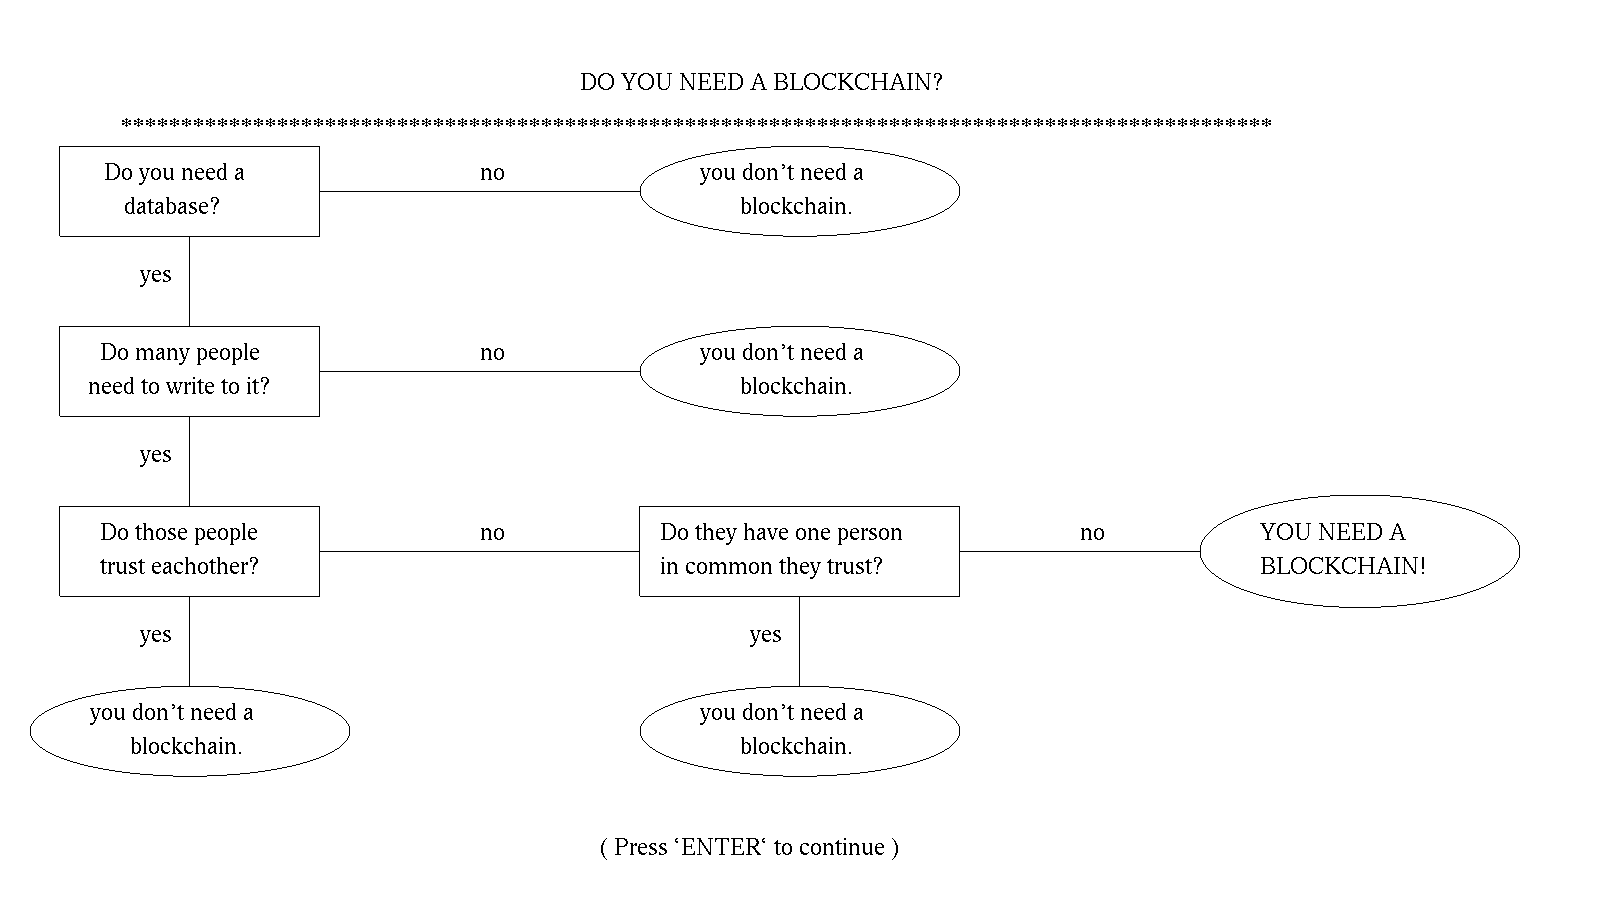 DO YOU NEED A BLOCKCHAIN?
************************************************************************************************
Do you need a
database?
no
you don't need a
blockchain.
yes
Do many people
need to write to it?
no
you don't need a
blockchain.
yes
Do those people
trust eachother?
no
Do they have one person
in common they trust?
no
YOU NEED A
BLOCKCHAIN!
yes
yes
you don't need a
blockchain.
you don't need a
blockchain.
( Press ‘ENTER‘ to continue )